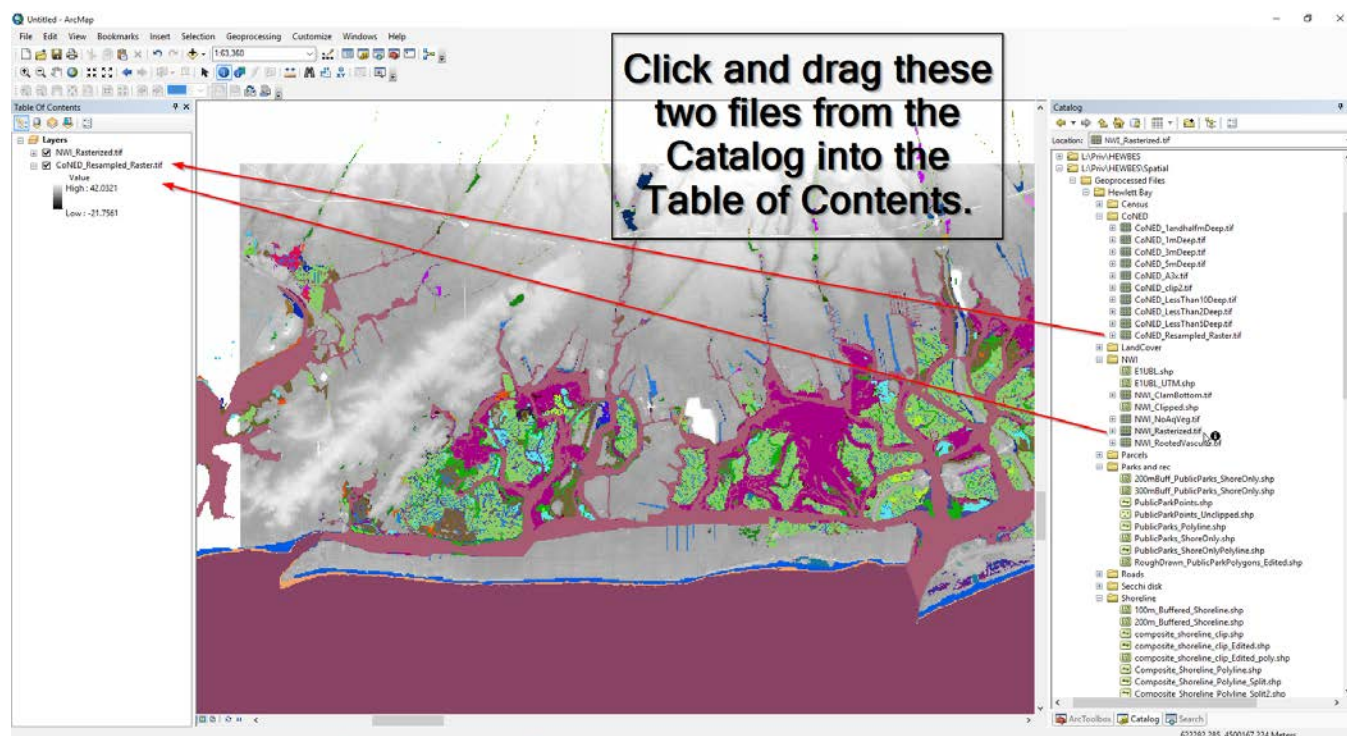 Untitled - ArcMap
File Edit View Bookmarks Insert Selection Geoprocessing Customize Windows Help
1:63,360
Click and drag these
two files from the
Catalog into the
Table of Contents.
Table Of Contents
Layers
NWI_Rasterized.tif
CoNED_Resampled_Raster.tif
Value
High : 42.0321
Low : -21.7561
Catalog
Location: NWI_Rasterized.tif
L:\Priv\HEWBES
L:\Priv\HEWBES\Spatial
Geoprocessed Files
Hewlett Bay
Census
CoNED
CoNED_1andhalfmDeep.tif
CoNED_1mDeep.tif
CoNED_3mDeep.tif
CoNED_5mDeep.tif
CoNED_A3x.tif
CoNED_clip2.tif
CoNED_LessThan10Deep.tif
CoNED_LessThan2Deep.tif
CoNED_LessThan5Deep.tif
CoNED_Resampled_Raster.tif
LandCover
NWI
E1UBL.shp
E1UBL_UTM.shp
NWI_ClamBottom.tif
NWI_Clipped.shp
NWI_NoAqVeg.tif
NWI_Rasterized.tif
Parcels
Parks and rec
200mBuff_PublicParks_ShoreOnly.shp
300mBuff_PublicParks_ShoreOnly.shp
PublicParkPoints.shp
PublicParkPoints_Unclipped.shp
PublicParks_Polyline.shp
PublicParks_ShoreOnly.shp
PublicParks_ShoreOnlyPolyline.shp
RoughDrawn_PublicParkPolygons_Edited.shp
Roads
Secchi disk
Shoreline
100m_Buffered_Shoreline.shp
200m_Buffered_Shoreline.shp
composite_shoreline_clip.shp
composite_shoreline_clip_Edited.shp
composite_shoreline_clip_Edited_poly.shp
Composite_Shoreline_Polyline.shp
Composite_Shoreline_Polyline_Split.shp
Composite_Shoreline_Polyline_Split2.shp
ArcToolbox Catalog Search